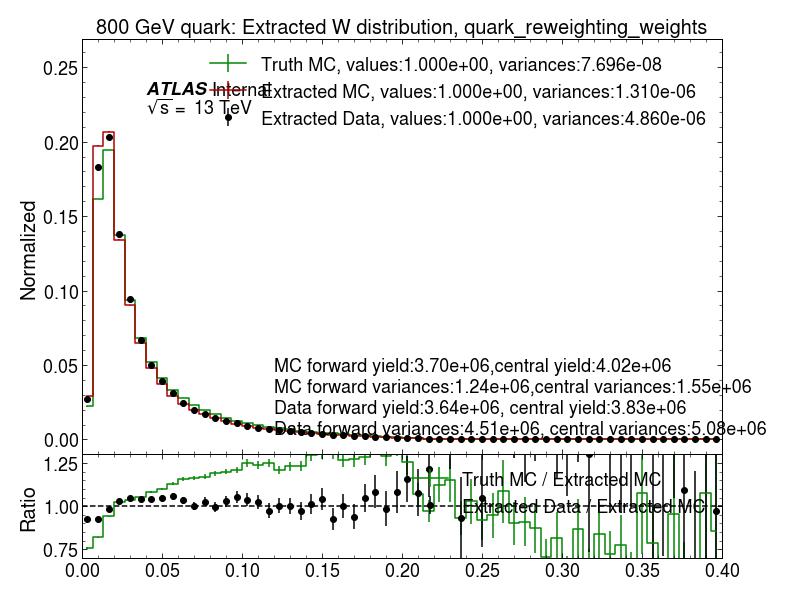 800 GeV quark: Extracted W distribution, quark_reweighting_weights
Truth MC, values:1.000e+00, variances:7.696e-08
ATLAS Internal
Extracted MC, values:1.000e+00, variances:1.310e-06
√s = 13 TeV
Extracted Data, values:1.000e+00, variances:4.860e-06
Normalized
0.25
0.20
0.15
0.10
0.05
0.00
MC forward yield:3.70e+06,central yield:4.02e+06
MC forward variances:1.24e+06,central variances:1.55e+06
Data forward yield:3.64e+06, central yield:3.83e+06
Data forward variances:4.51e+06, central variances:5.08e+06
Ratio
1.25
1.00
0.75
Truth MC / Extracted MC
Extracted Data / Extracted MC
0.00 0.05 0.10 0.15 0.20 0.25 0.30 0.35 0.40